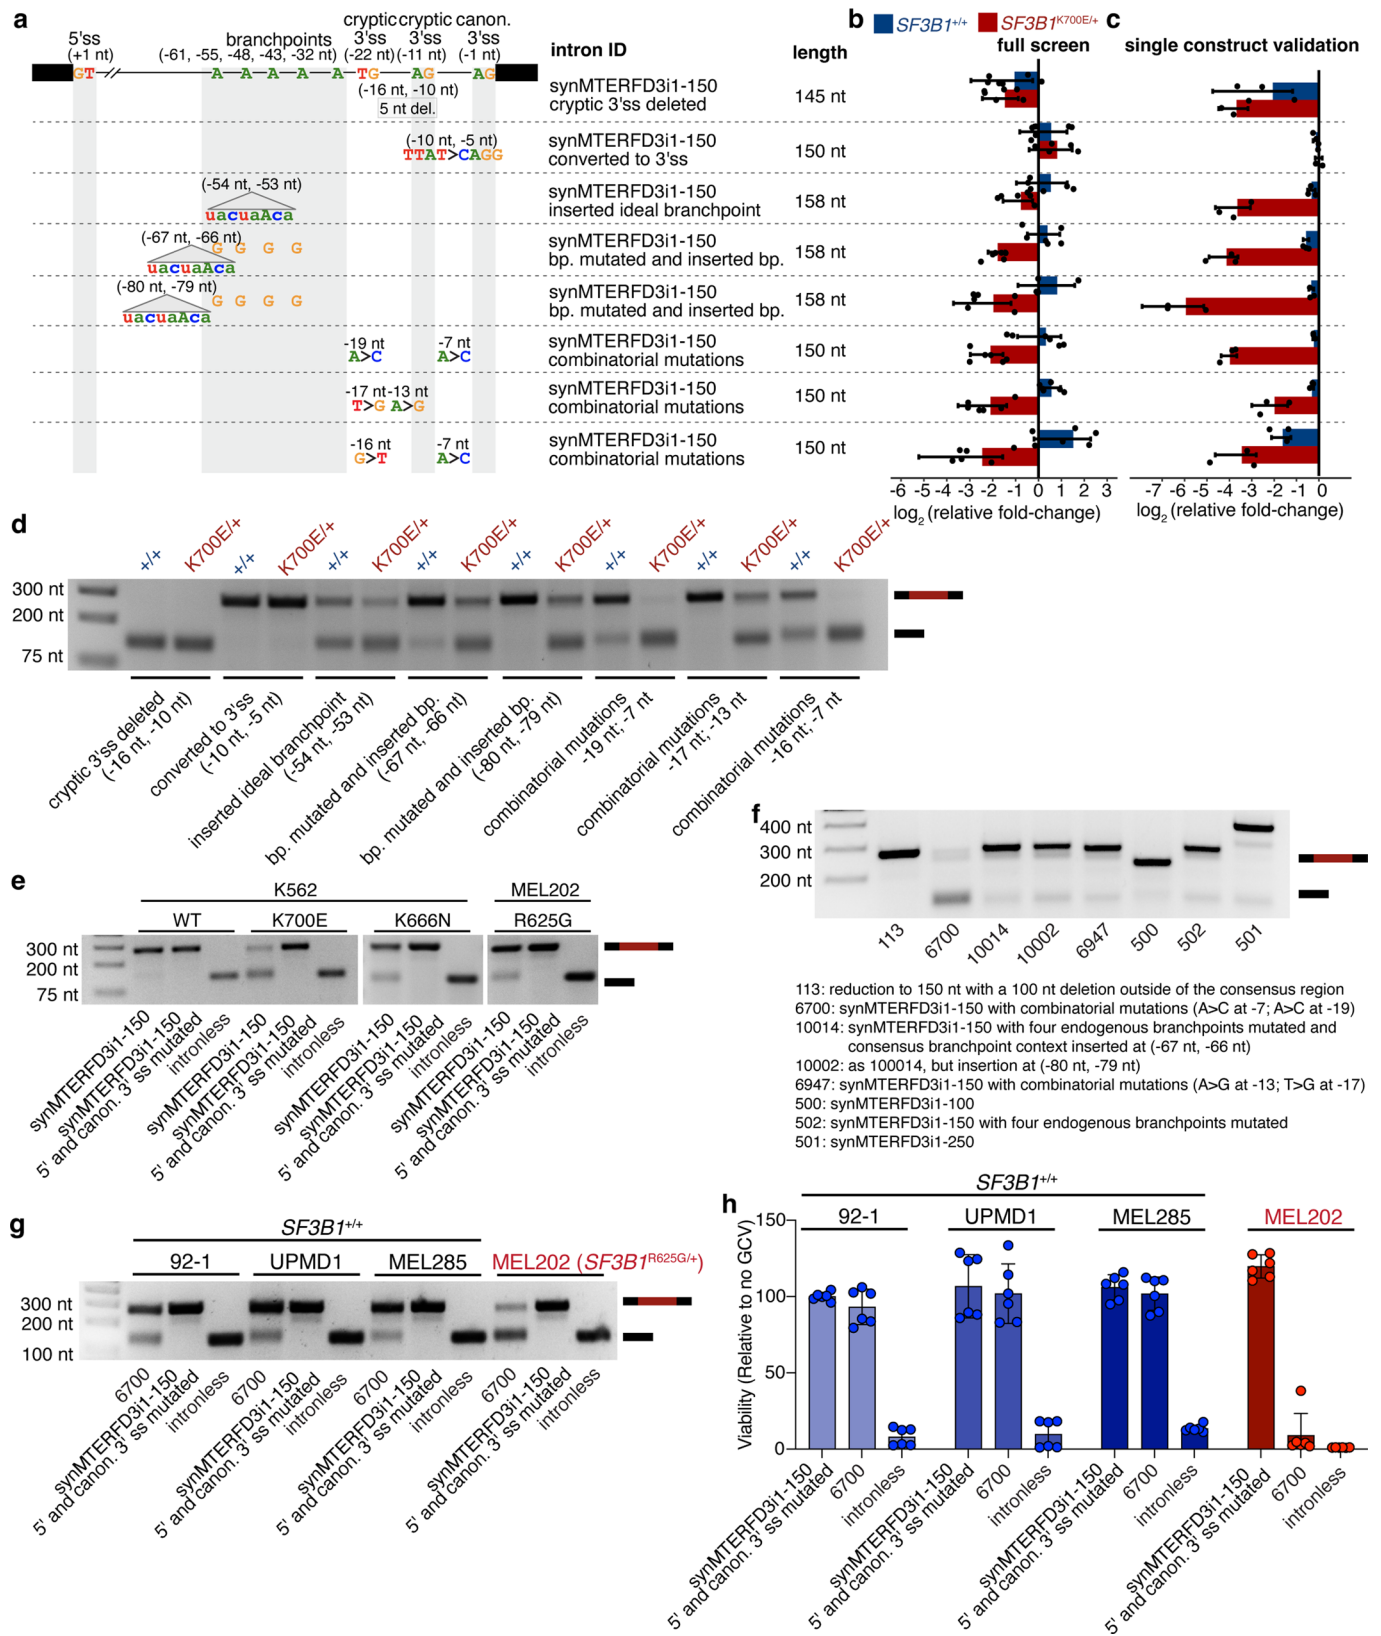 a
5'ss
(+1 nt)
branchpoints
(-61, -55, -48, -43, -32 nt)
cryptic
3'ss
(-22 nt)
cryptic
3'ss
(-11 nt)
canon.
3'ss
(-1 nt)
GT
A A A A A TG AG AG
(-16 nt, -10 nt)
5 nt del.
(-10 nt, -5 nt)
TTAT>CAGG
(-54 nt, -53 nt)
uacuaAca
(-67 nt, -66 nt)
G G G G
uacuaAca
(-80 nt, -79 nt)
G G G G
uacuaAca
-19 nt
A>C
-7 nt
A>C
-17 nt -13 nt
T>G A>G
-16 nt
G>T
-7 nt
A>C
intron ID
synMTERFD3i1-150
cryptic 3'ss deleted
synMTERFD3i1-150
converted to 3'ss
synMTERFD3i1-150
inserted ideal branchpoint
synMTERFD3i1-150
bp. mutated and inserted bp.
synMTERFD3i1-150
bp. mutated and inserted bp.
synMTERFD3i1-150
combinatorial mutations
synMTERFD3i1-150
combinatorial mutations
synMTERFD3i1-150
combinatorial mutations
length
145 nt
150 nt
158 nt
158 nt
158 nt
150 nt
150 nt
150 nt
b
SF3B1+/+
SF3B1K700E/+
full screen
-6 -5 -4 -3 -2 -1 0 1 2 3
log2 (relative fold-change)
c
single construct validation
-7 -6 -5 -4 -3 -2 -1 0
log2 (relative fold-change)
d
+/+ K700E/+ +/+ K700E/+ +/+ K700E/+ +/+ K700E/+ +/+ K700E/+ +/+ K700E/+ +/+ K700E/+ +/+ K700E/+
300 nt
200 nt
75 nt
cryptic 3'ss deleted
(-16 nt, -10 nt)
converted to 3'ss
(-10 nt, -5 nt)
inserted ideal branchpoint
(-54 nt, -53 nt)
bp. mutated and inserted bp.
(-67 nt, -66 nt)
bp. mutated and inserted bp.
(-80 nt, -79 nt)
combinatorial mutations
-19 nt; -7 nt
combinatorial mutations
-17 nt; -13 nt
combinatorial mutations
-16 nt; -7 nt
e
K562
MEL202
WT
K700E
K666N
R625G
300 nt
200 nt
75 nt
synMTERFD3i1-150
synMTERFD3i1-150
5' and canon. 3' ss mutated
intronless
synMTERFD3i1-150
synMTERFD3i1-150
5' and canon. 3' ss mutated
intronless
synMTERFD3i1-150
synMTERFD3i1-150
5' and canon. 3' ss mutated
intronless
synMTERFD3i1-150
synMTERFD3i1-150
5' and canon. 3' ss mutated
intronless
f
400 nt
300 nt
200 nt
113 6700 10014 10002 6947 500 502 501
113: reduction to 150 nt with a 100 nt deletion outside of the consensus region
6700: synMTERFD3i1-150 with combinatorial mutations (A>C at -7; A>C at -19)
10014: synMTERFD3i1-150 with four endogenous branchpoints mutated and
consensus branchpoint context inserted at (-67 nt, -66 nt)
10002: as 100014, but insertion at (-80 nt, -79 nt)
6947: synMTERFD3i1-150 with combinatorial mutations (A>G at -13; T>G at -17)
500: synMTERFD3i1-100
502: synMTERFD3i1-150 with four endogenous branchpoints mutated
501: synMTERFD3i1-250
g
SF3B1+/+
92-1
UPMD1
MEL285
MEL202 (SF3B1R625G/+)
300 nt
200 nt
100 nt
6700
synMTERFD3i1-150
5' and canon. 3' ss mutated
intronless
6700
synMTERFD3i1-150
5' and canon. 3' ss mutated
intronless
6700
synMTERFD3i1-150
5' and canon. 3' ss mutated
intronless
6700
synMTERFD3i1-150
5' and canon. 3' ss mutated
intronless
h
SF3B1+/+
92-1
UPMD1
MEL285
MEL202
Viability (Relative to no GCV)
150
100
50
0
synMTERFD3i1-150
5' and canon. 3' ss mutated
6700
intronless
synMTERFD3i1-150
5' and canon. 3' ss mutated
6700
intronless
synMTERFD3i1-150
5' and canon. 3' ss mutated
6700
intronless
synMTERFD3i1-150
5' and canon. 3' ss mutated
6700
intronless